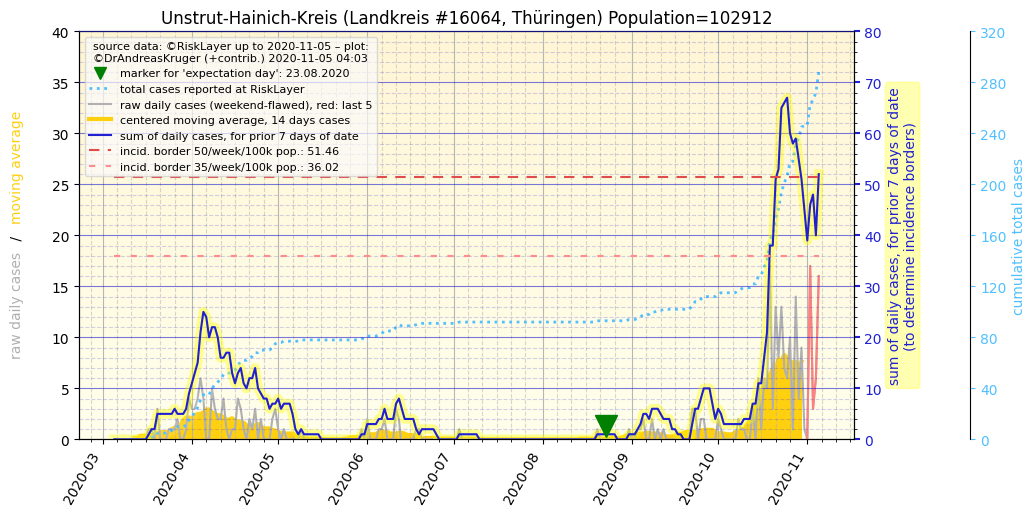 Unstrut-Hainich-Kreis (Landkreis #16064, Thüringen) Population=102912
source data: ©RiskLayer up to 2020-11-05 – plot:
©DrAndreasKruger (+contrib.) 2020-11-05 04:03
marker for 'expectation day': 23.08.2020
total cases reported at RiskLayer
raw daily cases (weekend-flawed), red: last 5
centered moving average, 14 days cases
sum of daily cases, for prior 7 days of date
incid. border 50/week/100k pop.: 51.46
incid. border 35/week/100k pop.: 36.02
raw daily cases / moving average
40
35
30
25
20
15
10
5
0
2020-03
2020-04
2020-05
2020-06
2020-07
2020-08
2020-09
2020-10
2020-11
80
70
60
50
40
30
20
10
0
sum of daily cases, for prior 7 days of date
(to determine incidence borders)
320
280
240
200
160
120
80
40
0
cumulative total cases